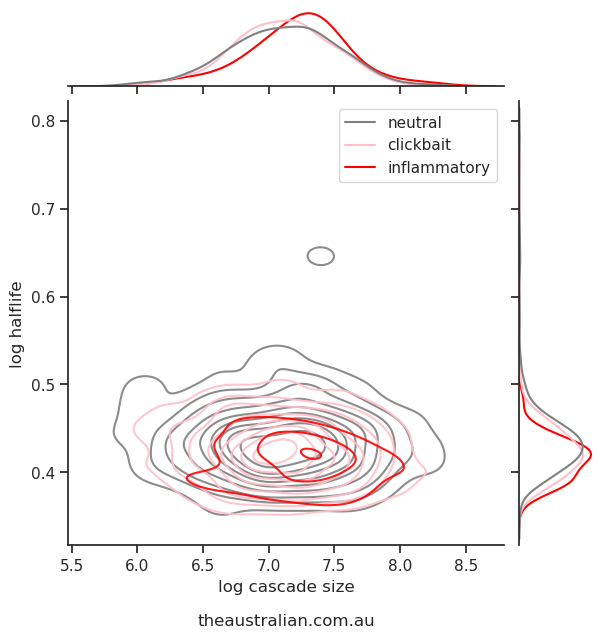 neutral
clickbait
inflammatory
0.8
0.7
0.6
0.5
0.4
log halflife
5.5 6.0 6.5 7.0 7.5 8.0 8.5
log cascade size
theaustralian.com.au